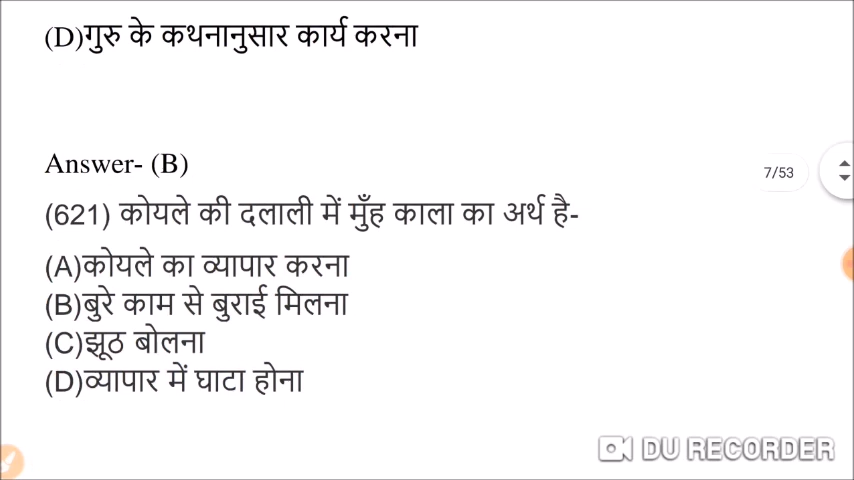 (D)गुरु के कथनानुसार कार्य करना
Answer- (B)
7/53
(621) कोयले की दलाली में मुँह काला का अर्थ है-
(A)कोयले का व्यापार करना
(B)बुरे काम से बुराई मिलना
(C)झूठ बोलना
(D)व्यापार में घाटा होना
DU RECORDER